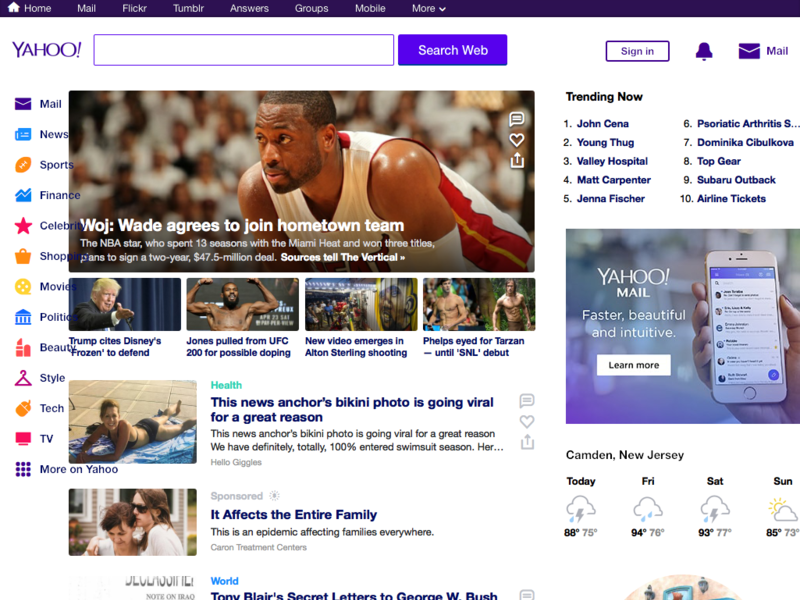 Home Mail Flickr Tumblr Answers Groups Mobile More
YAHOO! Search Web Sign in Mail
Mail
News
Sports
Finance
Celebrit
Shopp
Movies
Politic
Beauty
Style
Tech
TV
More on Yahoo
Woj: Wade agrees to join hometown team
The NBA star, who spent 13 seasons with the Miami Heat and won three titles,
plans to sign a two-year, $47.5-million deal. Sources tell The Vertical »
Trump cites Disney's
'Frozen' to defend
Jones pulled from UFC
200 for possible doping
New video emerges in
Alton Sterling shooting
Phelps eyed for Tarzan
— until 'SNL' debut
Health
This news anchor's bikini photo is going viral
for a great reason
This news anchor's bikini photo is going viral for a great reason
We have definitely, totally, 100% entered swimsuit season. Her...
Hello Giggles
Sponsored
It Affects the Entire Family
This is an epidemic affecting families everywhere.
Caron Treatment Centers
NOTE ON IRAQ
World
Tony Blair's Secret Letters to George W. Bush
Trending Now
1. John Cena
2. Young Thug
3. Valley Hospital
4. Matt Carpenter
5. Jenna Fischer
6. Psoriatic Arthritis S...
7. Dominika Cibulkova
8. Top Gear
9. Subaru Outback
10. Airline Tickets
YAHOO!
MAIL
Faster, beautiful
and intuitive.
Learn more
Camden, New Jersey
Today Fri Sat Sun
88° 75° 94° 76° 93° 77° 85° 73°